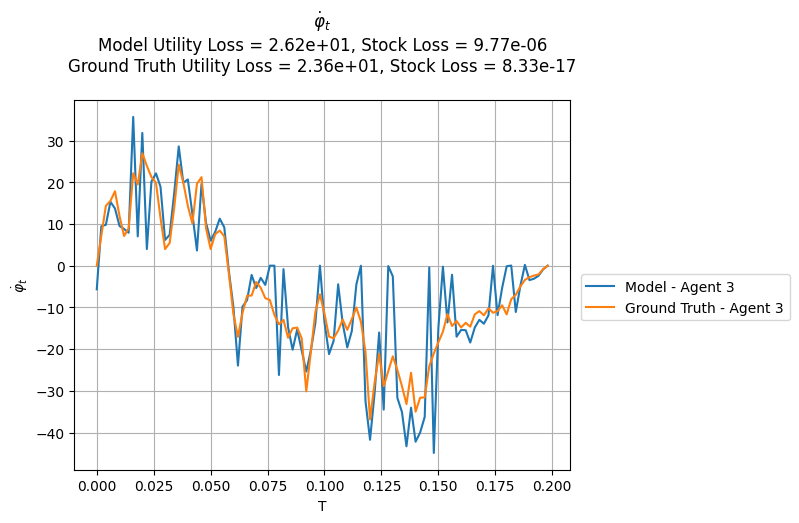 φ̇ₜ
Model Utility Loss = 2.62e+01, Stock Loss = 9.77e-06
Ground Truth Utility Loss = 2.36e+01, Stock Loss = 8.33e-17
30
20
10
0
−10
−20
−30
−40
φ̇ₜ
0.000 0.025 0.050 0.075 0.100 0.125 0.150 0.175 0.200
T
Model - Agent 3
Ground Truth - Agent 3